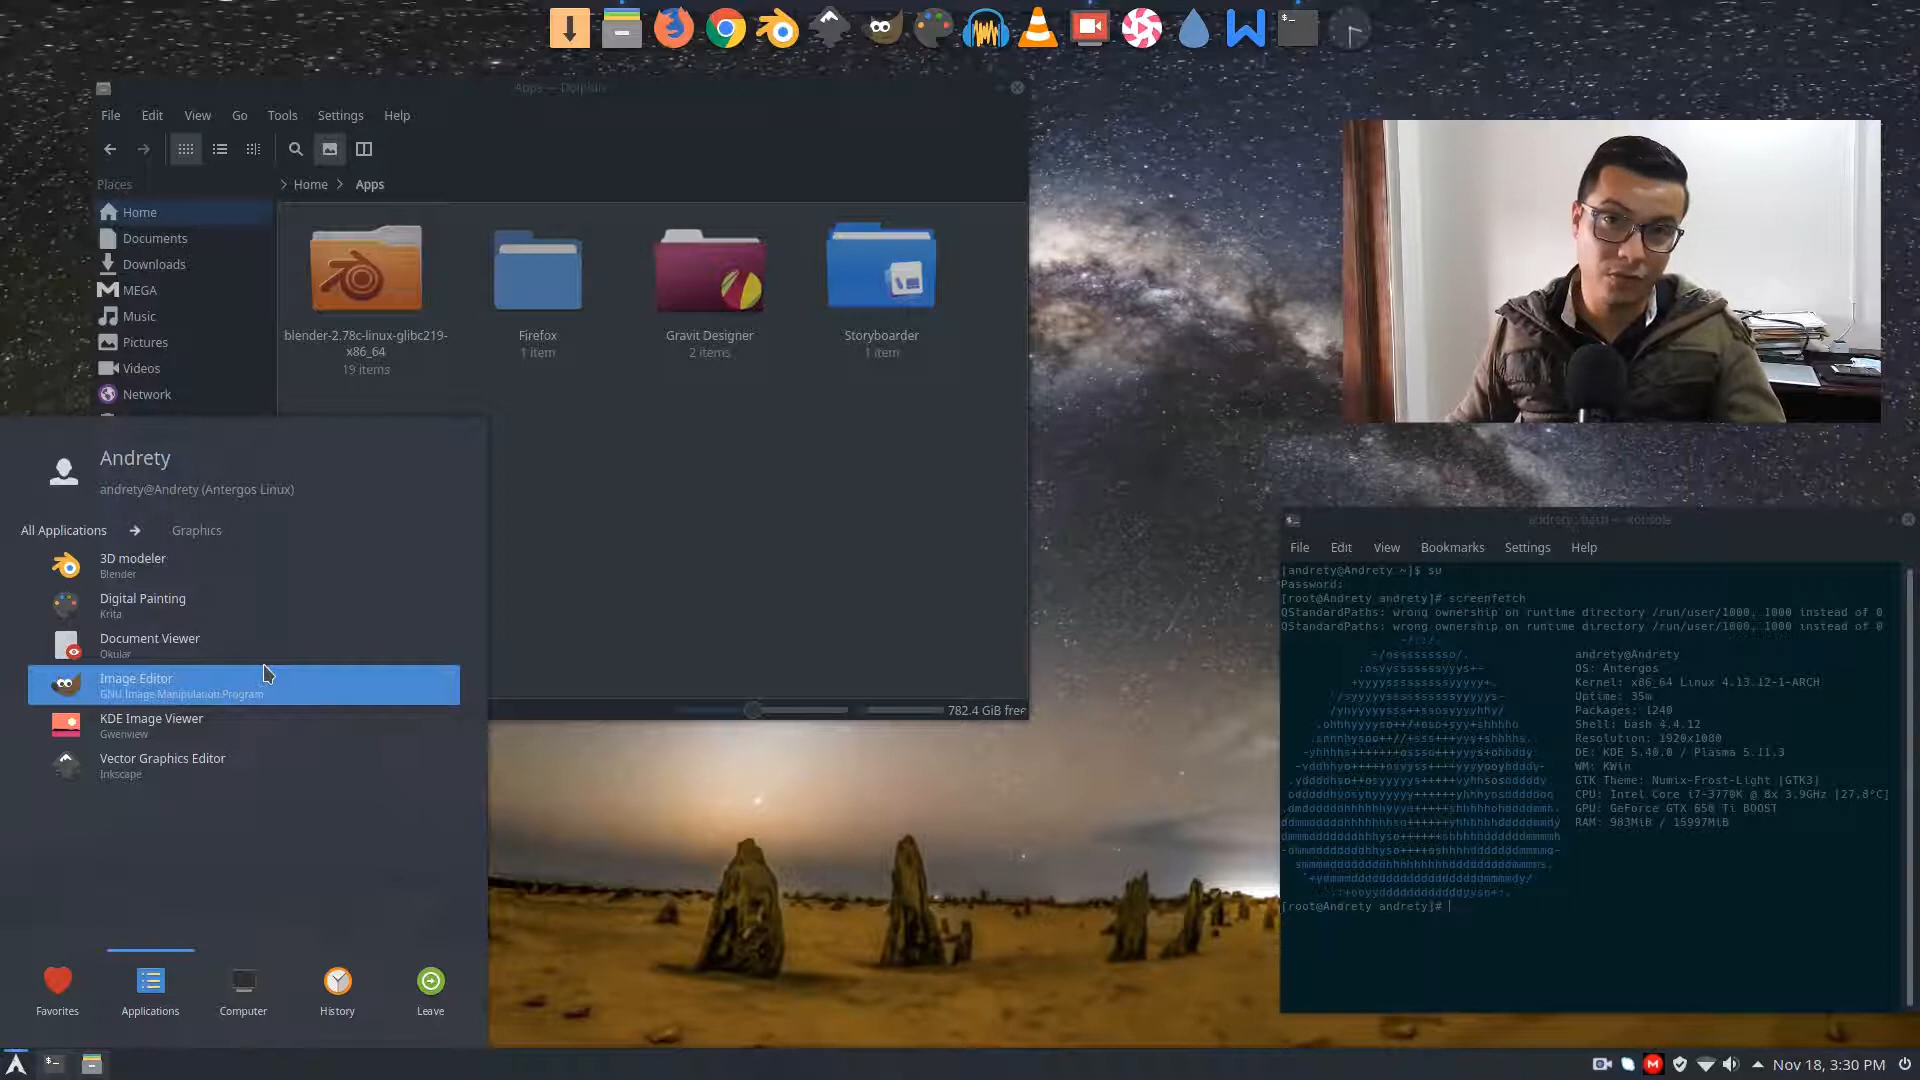 Apps — Dolphin
File Edit View Go Tools Settings Help
Places
Home Apps
Home
Documents
Downloads
MEGA
Music
Pictures
Videos
Network
blender-2.78c-linux-glibc219-
x86_64
19 items
Firefox
1 item
Gravit Designer
2 items
Storyboarder
1 item
782.4 GiB free
Andrety
andrety@Andrety (Antergos Linux)
All Applications Graphics
3D modeler
Blender
Digital Painting
Krita
Document Viewer
Okular
Image Editor
GNU Image Manipulation Program
KDE Image Viewer
Gwenview
Vector Graphics Editor
Inkscape
Favorites
Applications
Computer
History
Leave
andrety : bash — Konsole
File Edit View Bookmarks Settings Help
[andrety@Andrety ~]$ su
Password:
[root@Andrety andrety]# screenfetch
QStandardPaths: wrong ownership on runtime directory /run/user/1000, 1000 instead of 0
QStandardPaths: wrong ownership on runtime directory /run/user/1000, 1000 instead of 0
andrety@Andrety
OS: Antergos
Kernel: x86_64 Linux 4.13.12-1-ARCH
Uptime: 35m
Packages: 1240
Shell: bash 4.4.12
Resolution: 1920x1080
DE: KDE 5.40.0 / Plasma 5.11.3
WM: KWin
GTK Theme: Numix-Frost-Light [GTK3]
CPU: Intel Core i7-3770K @ 8x 3.9GHz [27.8°C]
GPU: GeForce GTX 650 Ti BOOST
RAM: 983MiB / 15997MiB
[root@Andrety andrety]#
Nov 18, 3:30 PM